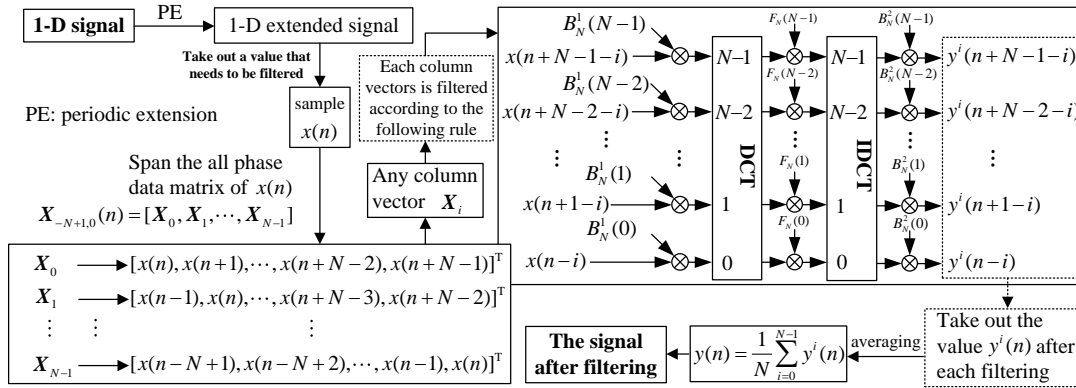 1-D signal
PE
1-D extended signal
Take out a value that
needs to be filtered
sample
x(n)
PE: periodic extension
Span the all phase
data matrix of x(n)
X_{-N+1,0}(n) = [X_0, X_1, ⋯, X_{N-1}]
Each column
vectors is filtered
according to the
following rule
Any column
vector X_i
X_0 [x(n), x(n+1), ⋯, x(n+N−2), x(n+N−1)]^T
X_1 [x(n−1), x(n), ⋯, x(n+N−3), x(n+N−2)]^T
⋮ ⋮ ⋮
X_{N-1} [x(n−N+1), x(n−N+2), ⋯, x(n−1), x(n)]^T
B_N^1(N−1) F_N(N−1) B_N^2(N−1)
x(n+N−1−i) N−1 N−1 y^i(n+N−1−i)
B_N^1(N−2) F_N(N−2) B_N^2(N−2)
x(n+N−2−i) N−2 N−2 y^i(n+N−2−i)
⋮ ⋮ ⋮ ⋮ ⋮ ⋮
DCT
IDCT
B_N^1(1) F_N(1) B_N^2(1)
x(n+1−i) 1 1 y^i(n+1−i)
B_N^1(0) F_N(0) B_N^2(0)
x(n−i) 0 0 y^i(n−i)
Take out the
value y^i(n) after
each filtering
averaging
y(n) = \frac{1}{N} \sum_{i=0}^{N-1} y^i(n)
The signal
after filtering